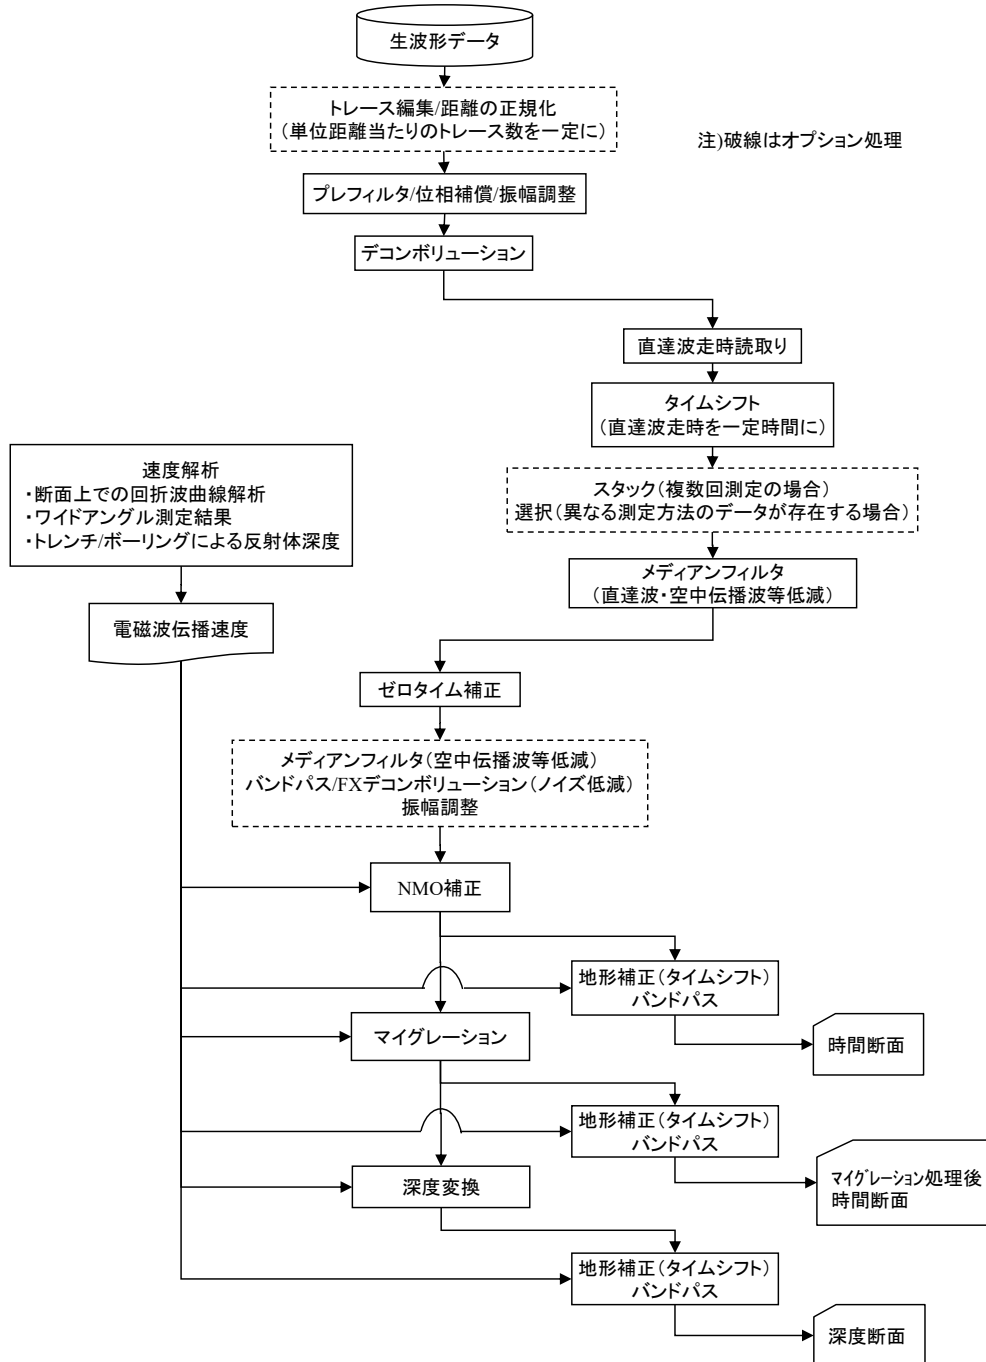 生波形データ
トレース編集/距離の正規化
(単位距離当たりのトレース数を一定に)
注)破線はオプション処理
プレフィルタ/位相補償/振幅調整
デコンボリューション
直達波走時読取り
タイムシフト
(直達波走時を一定時間に)
速度解析
・断面上での回折波曲線解析
・ワイドアングル測定結果
・トレンチ/ボーリングによる反射体深度
スタック(複数回測定の場合)
選択(異なる測定方法のデータが存在する場合)
メディアンフィルタ
(直達波・空中伝播波等低減)
電磁波伝播速度
ゼロタイム補正
メディアンフィルタ(空中伝播波等低減)
バンドパス/FXデコンボリューション(ノイズ低減)
振幅調整
NMO補正
地形補正(タイムシフト)
バンドパス
マイグレーション
時間断面
地形補正(タイムシフト)
バンドパス
深度変換
マイグレーション処理後
時間断面
地形補正(タイムシフト)
バンドパス
深度断面